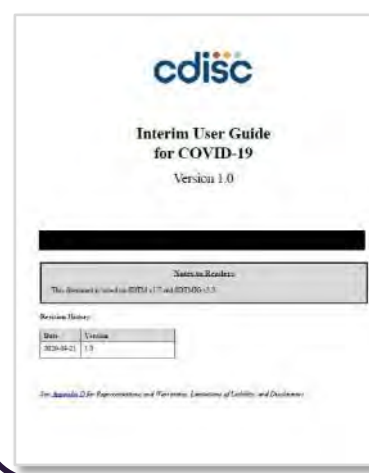 cdisc
Interim User Guide
for COVID-19
Version 1.0
Notes to Readers
This document is based on SDTM v1.7 and SDTMIG v3.3.
Revision History
Date Version
2020-04-21 1.0
See Appendix D for Representations and Warranties, Limitations of Liability, and Disclaimers.